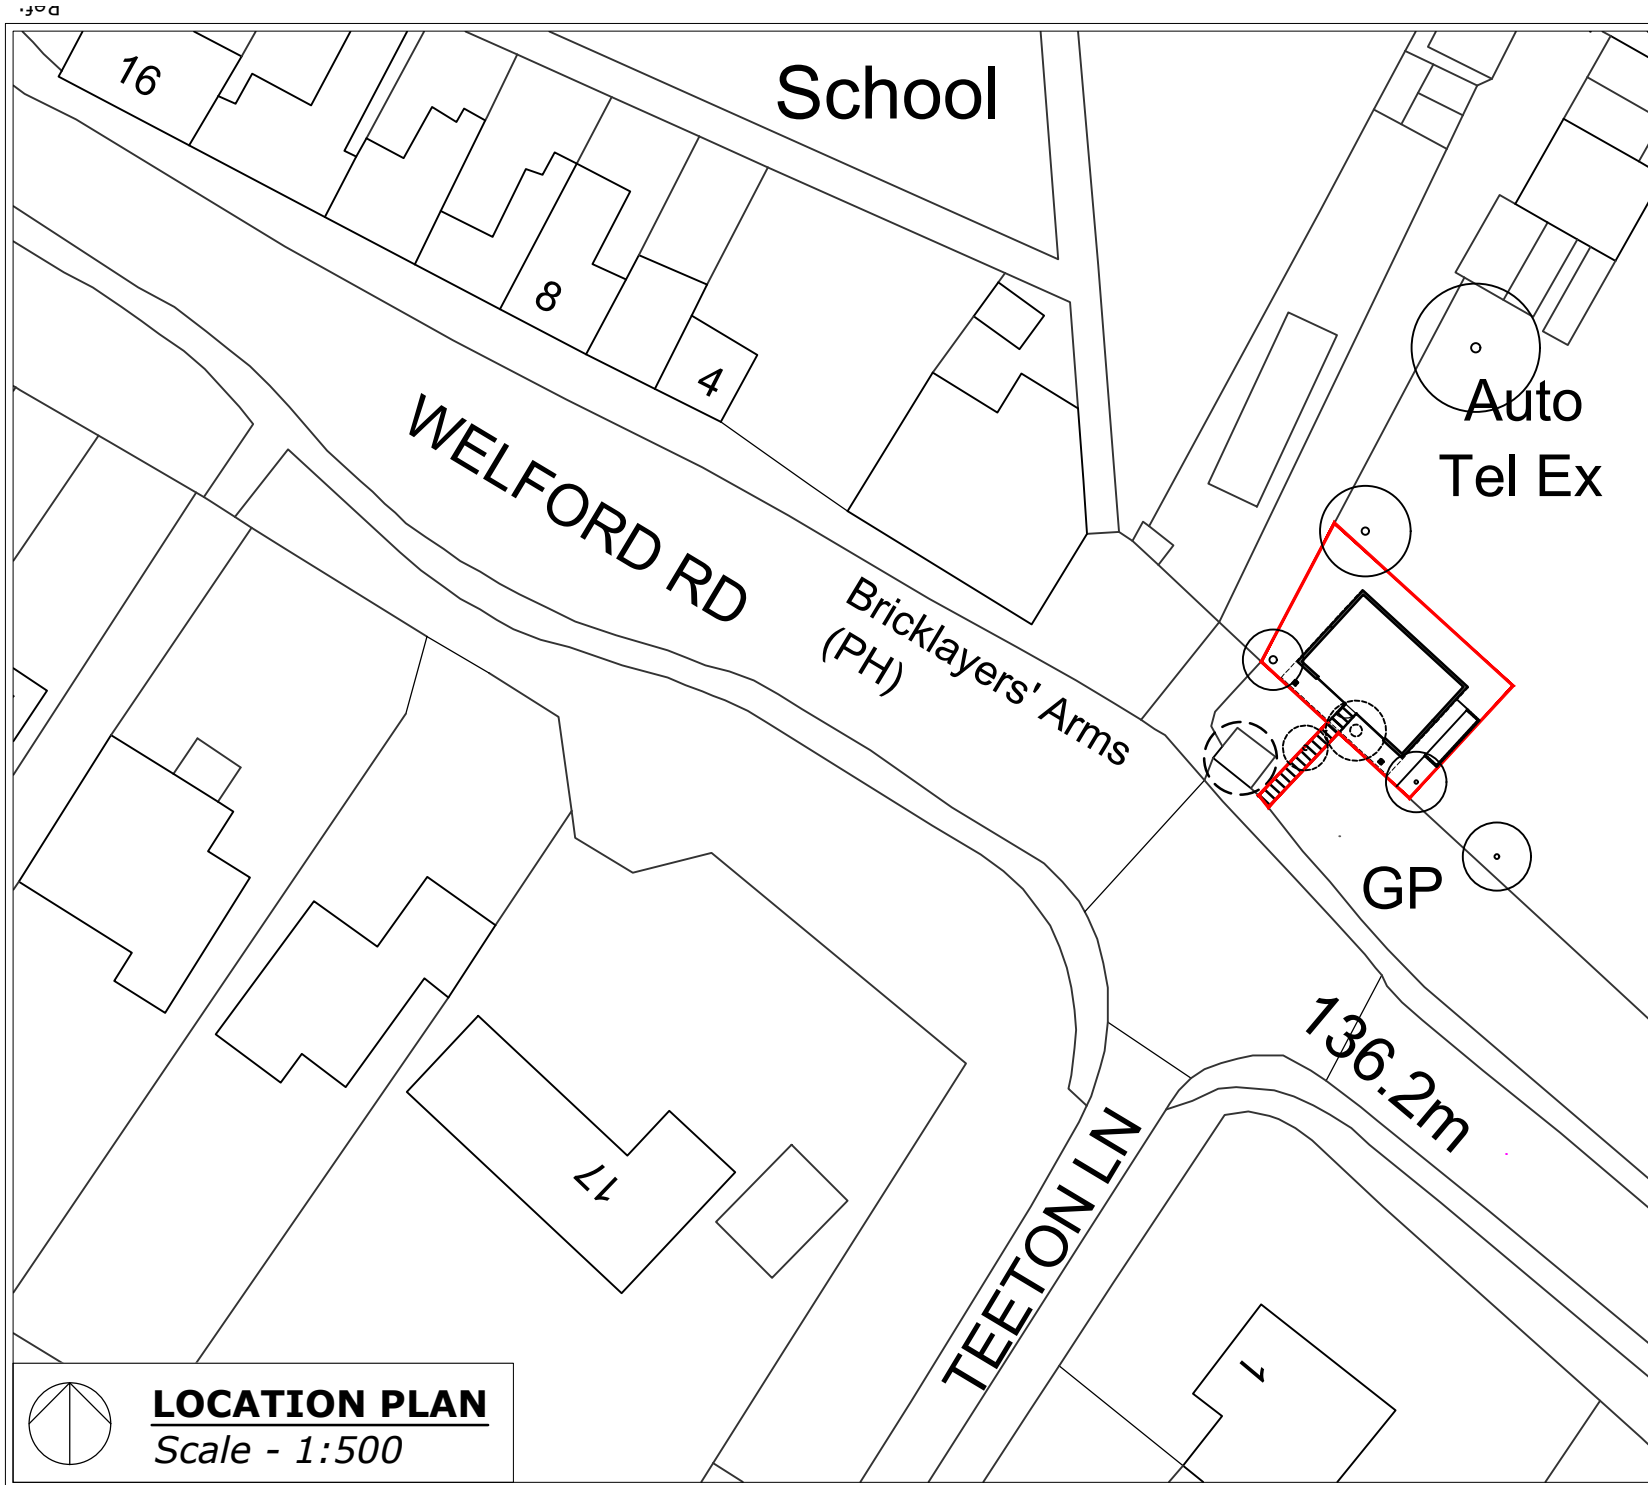 Ref:
16
School
8
4
Auto
Tel Ex
WELFORD RD
Bricklayers' Arms
(PH)
GP
136.2m
17
TEETON LN
1
LOCATION PLAN
Scale - 1:500